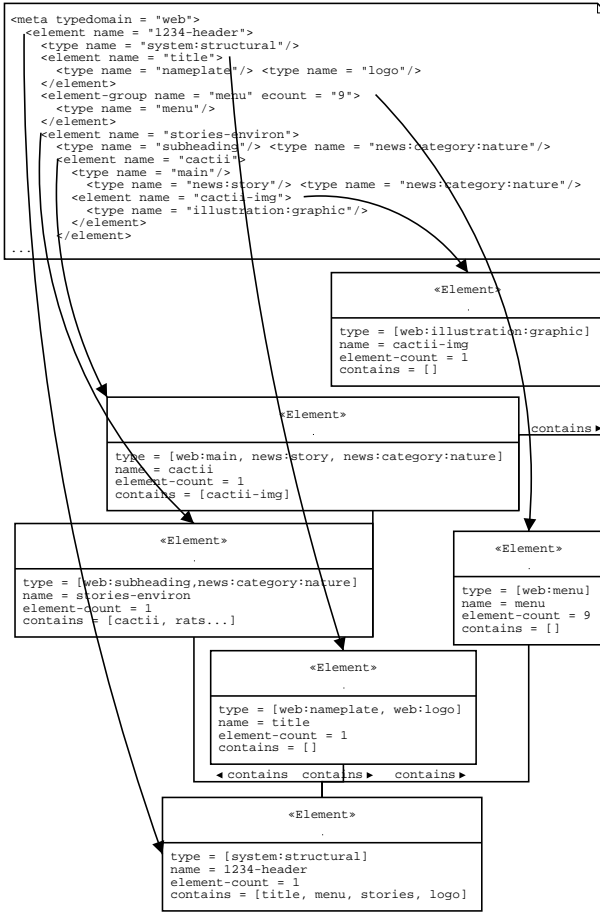 <meta typedomain = "web">
<element name = "1234-header">
<type name = "system:structural"/>
<element name = "title">
<type name = "nameplate"/> <type name = "logo"/>
</element>
<element-group name = "menu" ecount = "9">
<type name = "menu"/>
</element>
<element name = "stories-environ">
<type name = "subheading"/> <type name = "news:category:nature"/>
<element name = "cactii">
<type name = "main"/>
<type name = "news:story"/> <type name = "news:category:nature"/>
<element name = "cactii-img">
<type name = "illustration:graphic"/>
</element>
</element>
...
«Element»
type = [web:illustration:graphic]
name = cactii-img
element-count = 1
contains = []
«Element»
contains ►
type = [web:main, news:story, news:category:nature]
name = cactii
element-count = 1
contains = [cactii-img]
«Element»
type = [web:subheading,news:category:nature]
name = stories-environ
element-count = 1
contains = [cactii, rats...]
«Element»
type = [web:menu]
name = menu
element-count = 9
contains = []
«Element»
type = [web:nameplate, web:logo]
name = title
element-count = 1
contains = []
◄ contains contains ► contains ►
«Element»
type = [system:structural]
name = 1234-header
element-count = 1
contains = [title, menu, stories, logo]